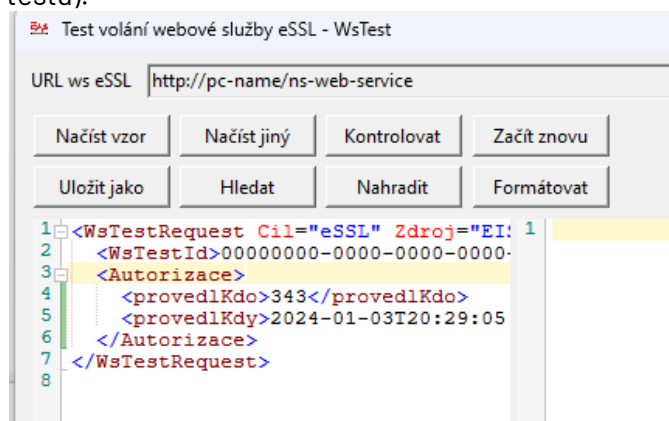 testu).
Test volání webové služby eSSL - WsTest
URL ws eSSL http://pc-name/ns-web-service
Načíst vzor Načíst jiný Kontrolovat Začít znovu
Uložit jako Hledat Nahradit Formátovat
1 <WsTestRequest Cil="eSSL" Zdroj="EIS 1
2 <WsTestId>00000000-0000-0000-0000-
3 <Autorizace>
4 <provedlKdo>343</provedlKdo>
5 <provedlKdy>2024-01-03T20:29:05
6 </Autorizace>
7 </WsTestRequest>
8